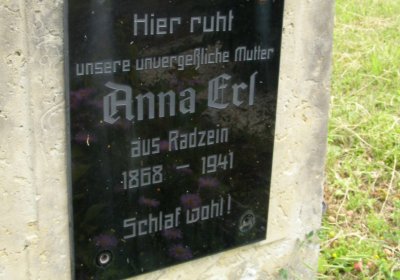 Hier ruht
unsere unvergeßliche Mutter
Anna Erl
aus Radzein
1868 - 1941
Schlaf wohl!